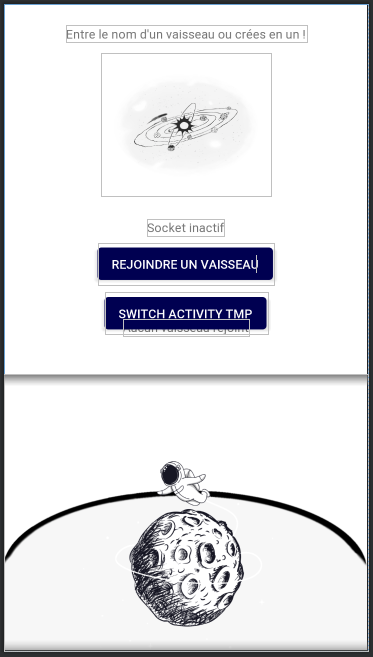 Entre le nom d'un vaisseau ou crées en un !
Socket inactif
REJOINDRE UN VAISSEAU
SWITCH ACTIVITY TMP
Aucun vaisseau rejoint